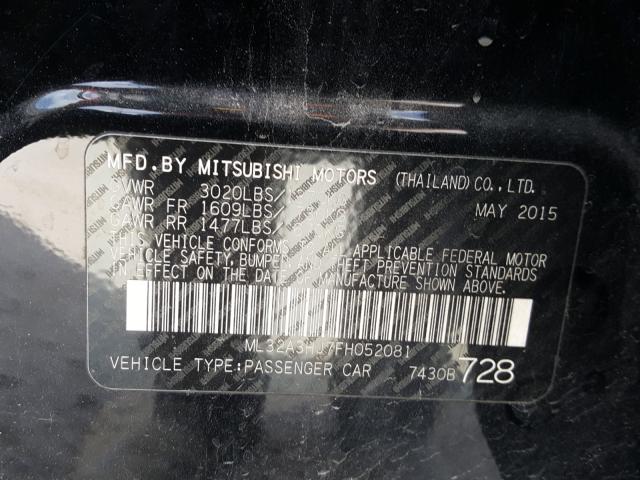 MFD.BY MITSUBISHI MOTORS (THAILAND)CO.,LTD.
GVWR 3020LBS/ MAY 2015
GAWR FR 1609LBS/
GAWR RR 1477LBS/
THIS VEHICLE CONFORMS APPLICABLE FEDERAL MOTOR
VEHICLE SAFETY, BUMPER THEFT PREVENTION STANDARDS
IN EFFECT ON THE DATE OF MANUFACTURE SHOWN ABOVE.
ML32A3HJ7FH052081
VEHICLE TYPE:PASSENGER CAR 7430B 728